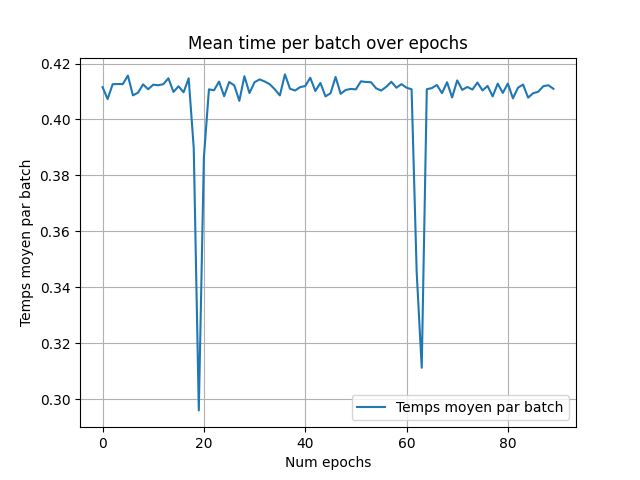 Mean time per batch over epochs
Temps moyen par batch
0.42
0.40
0.38
0.36
0.34
0.32
0.30
Temps moyen par batch
0 20 40 60 80
Num epochs